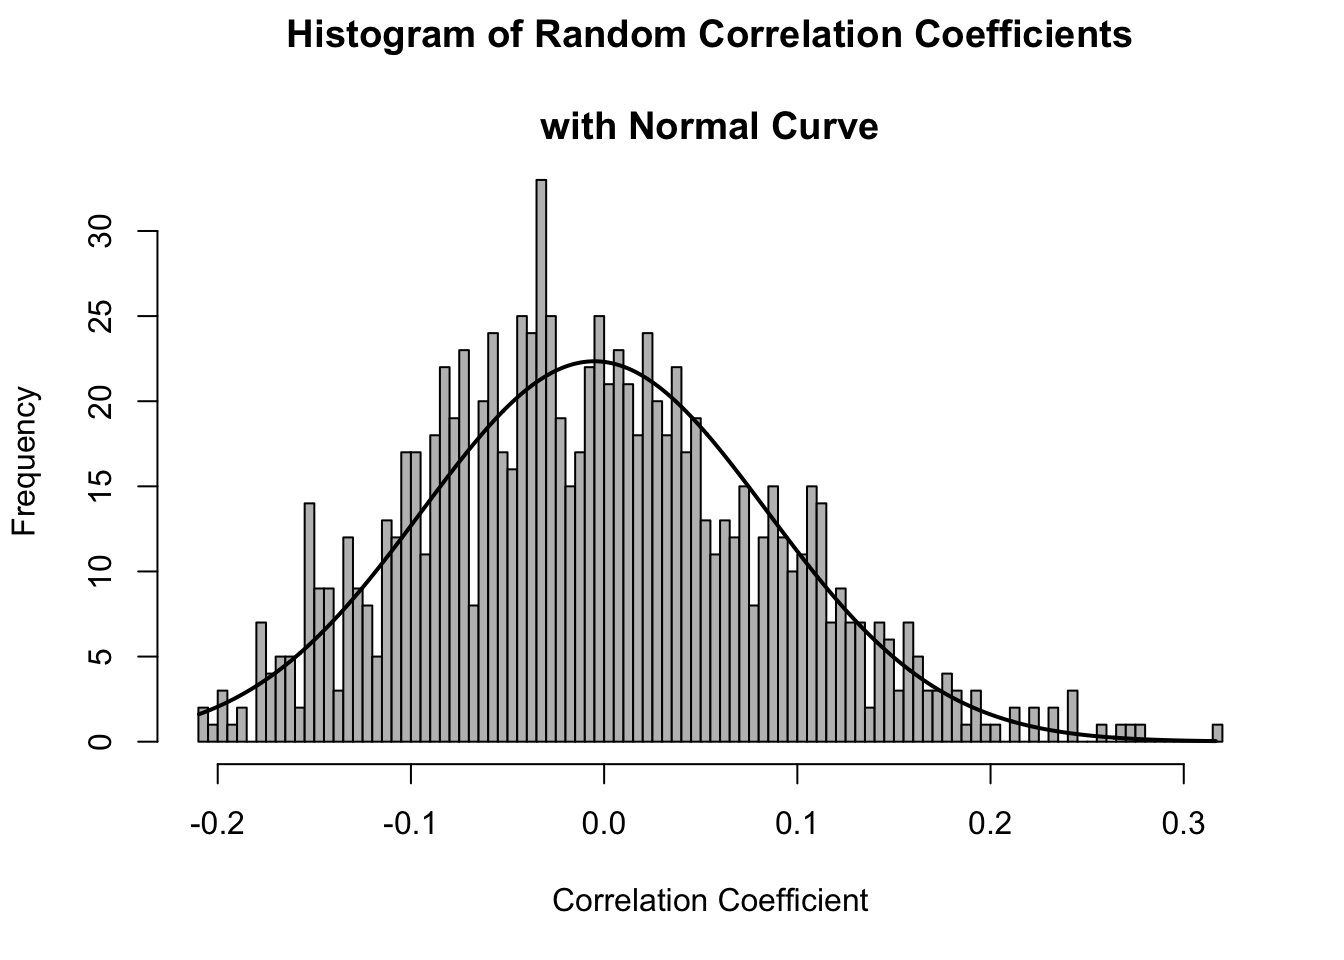 Histogram of Random Correlation Coefficients
with Normal Curve
Frequency
30
25
20
15
10
5
0
-0.2 -0.1 0.0 0.1 0.2 0.3
Correlation Coefficient